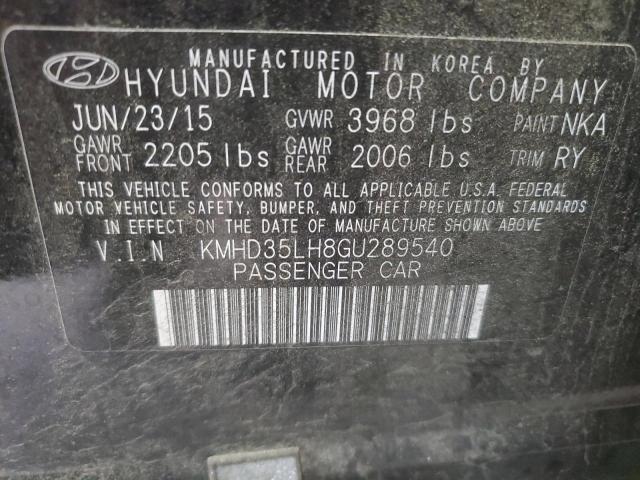 MANUFACTURED IN KOREA BY
HYUNDAI MOTOR COMPANY
JUN/23/15 GVWR 3968 lbs PAINT NKA
GAWR FRONT 2205 lbs GAWR REAR 2006 lbs TRIM RY
THIS VEHICLE CONFORMS TO ALL APPLICABLE U.S.A. FEDERAL
MOTOR VEHICLE SAFETY, BUMPER, AND THEFT PREVENTION STANDARDS
IN EFFECT ON THE DATE OF MANUFACTURE SHOWN ABOVE
V.I.N KMHD35LH8GU289540
PASSENGER CAR